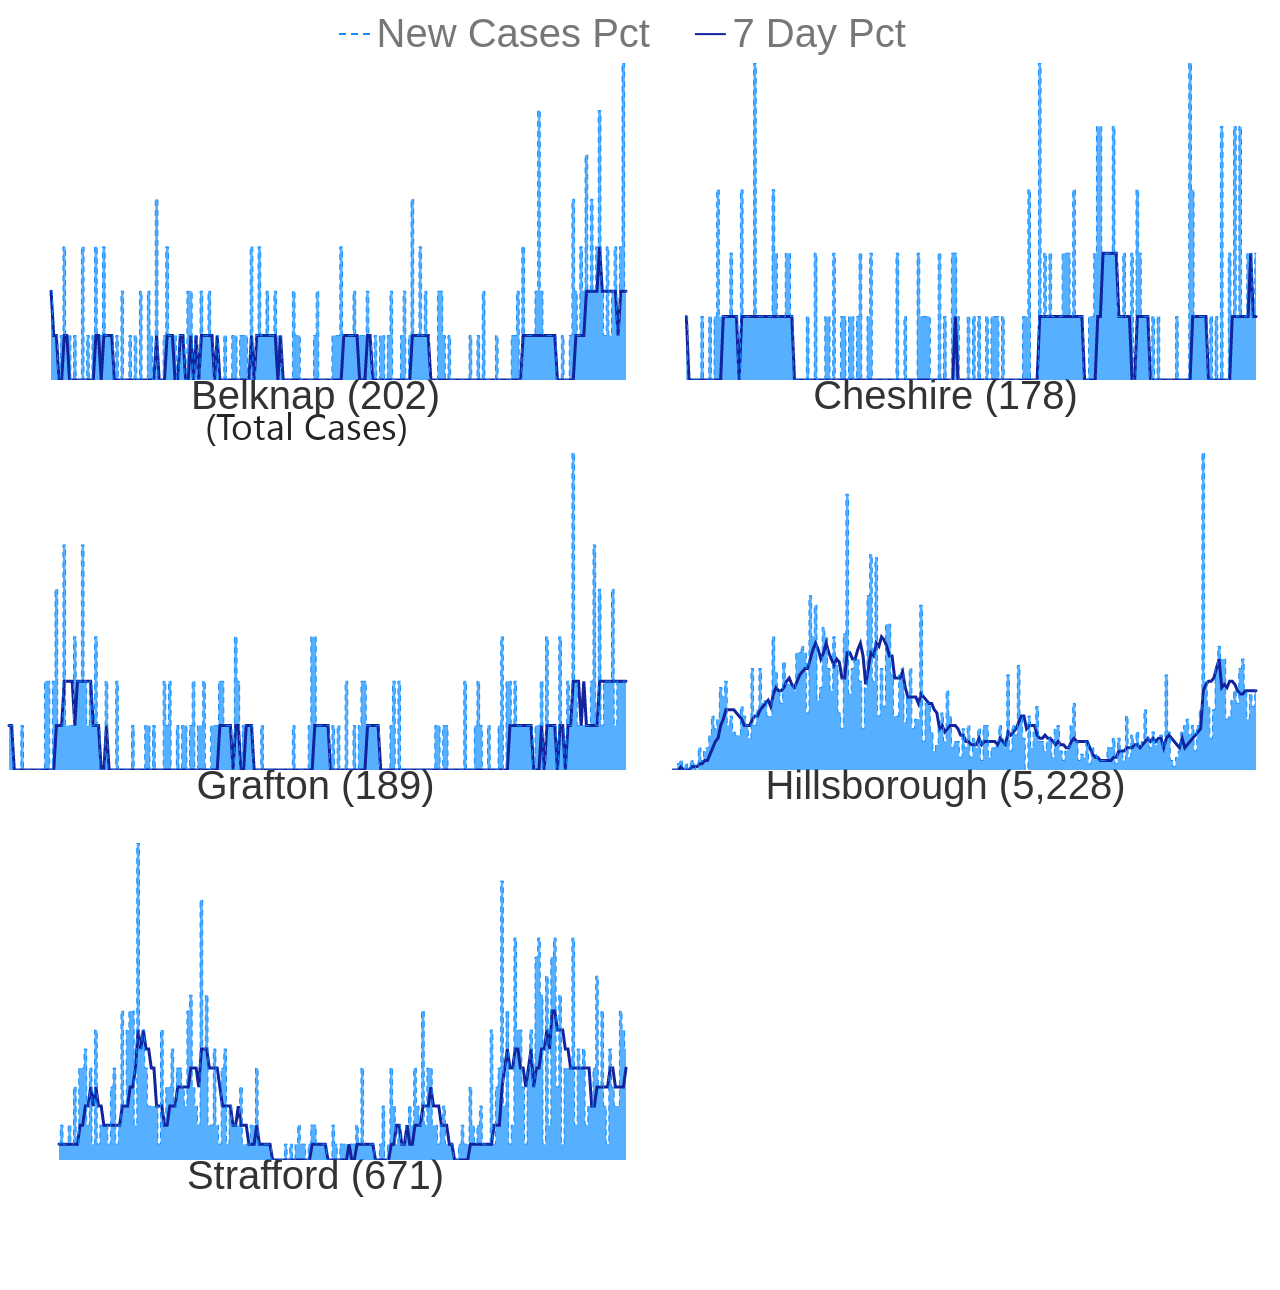 New Cases Pct 7 Day Pct
Belknap (202) Cheshire (178)
(Total Cases)
Grafton (189) Hillsborough (5,228)
Strafford (671)